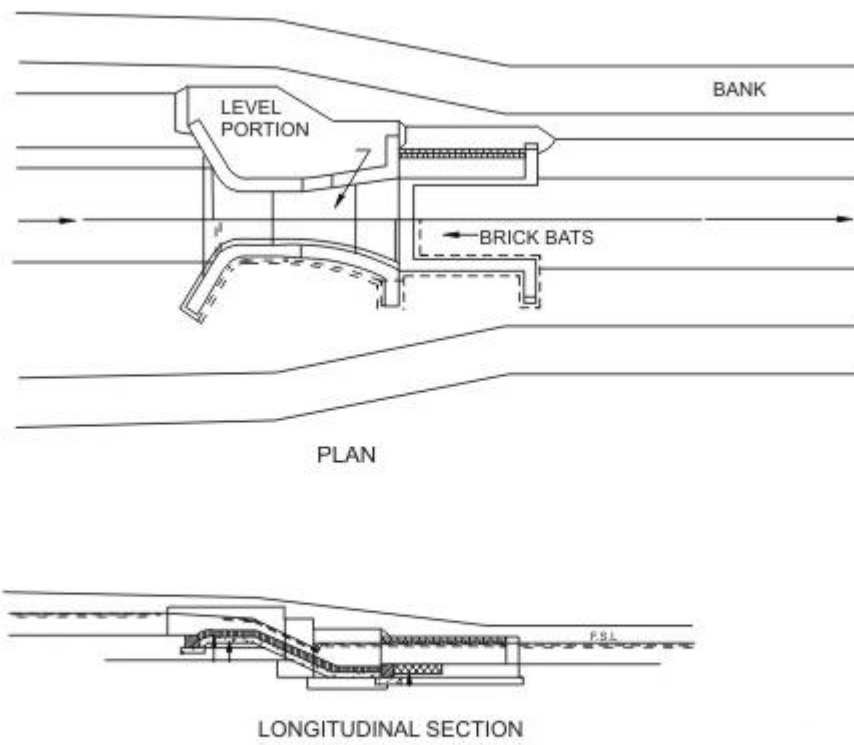 BANK
LEVEL
PORTION
BRICK BATS
PLAN
F.S.L
LONGITUDINAL SECTION